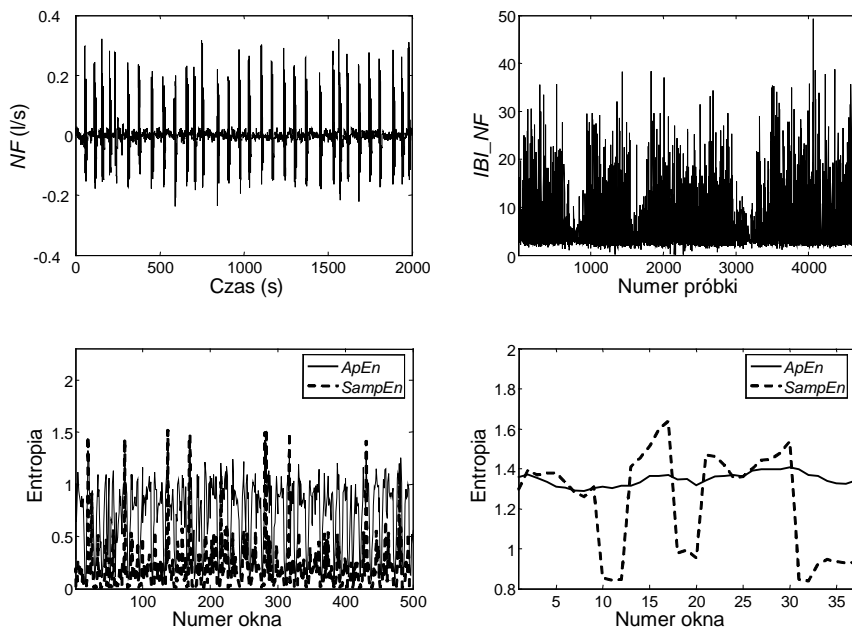 0.4
0.2
0
-0.2
-0.4
NF (l/s)
0 500 1000 1500 2000
Czas (s)
50
40
30
20
10
0
IBI_NF
1000 2000 3000 4000
Numer próbki
2
1.5
1
0.5
0
Entropia
ApEn
SampEn
100 200 300 400 500
Numer okna
2
1.8
1.6
1.4
1.2
1
0.8
Entropia
ApEn
SampEn
5 10 15 20 25 30 35
Numer okna